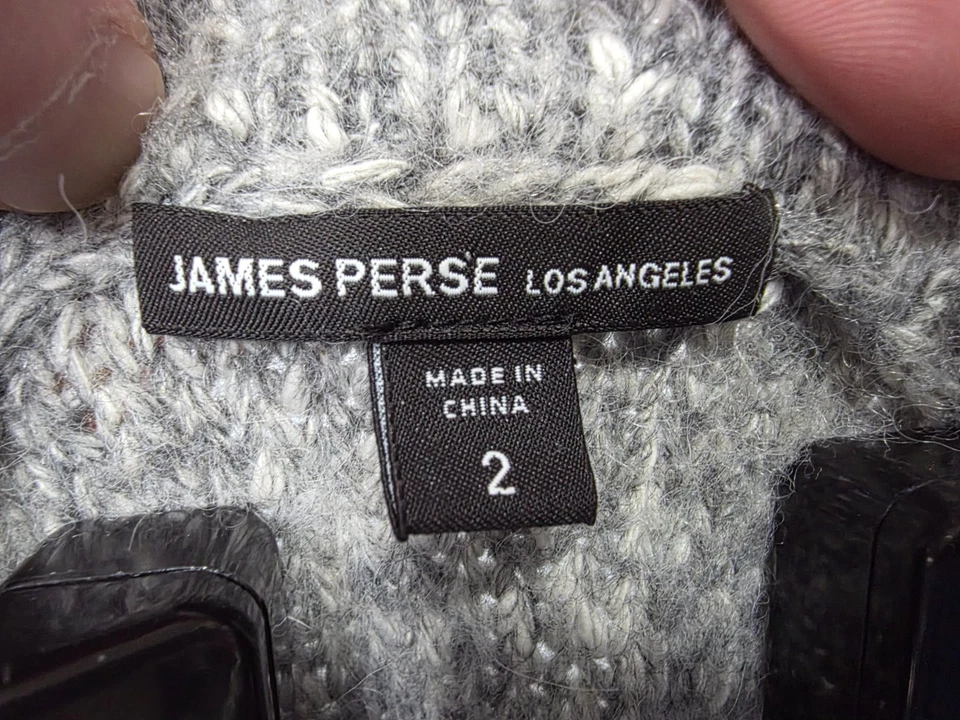 JAMES PERSE LOS ANGELES
MADE IN
CHINA
2